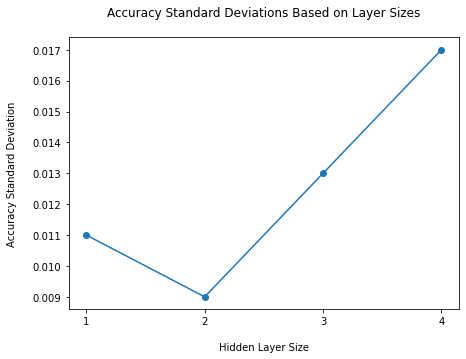 Accuracy Standard Deviations Based on Layer Sizes
0.017
0.016
0.015
0.014
0.013
0.012
0.011
0.010
0.009
Accuracy Standard Deviation
1 2 3 4
Hidden Layer Size